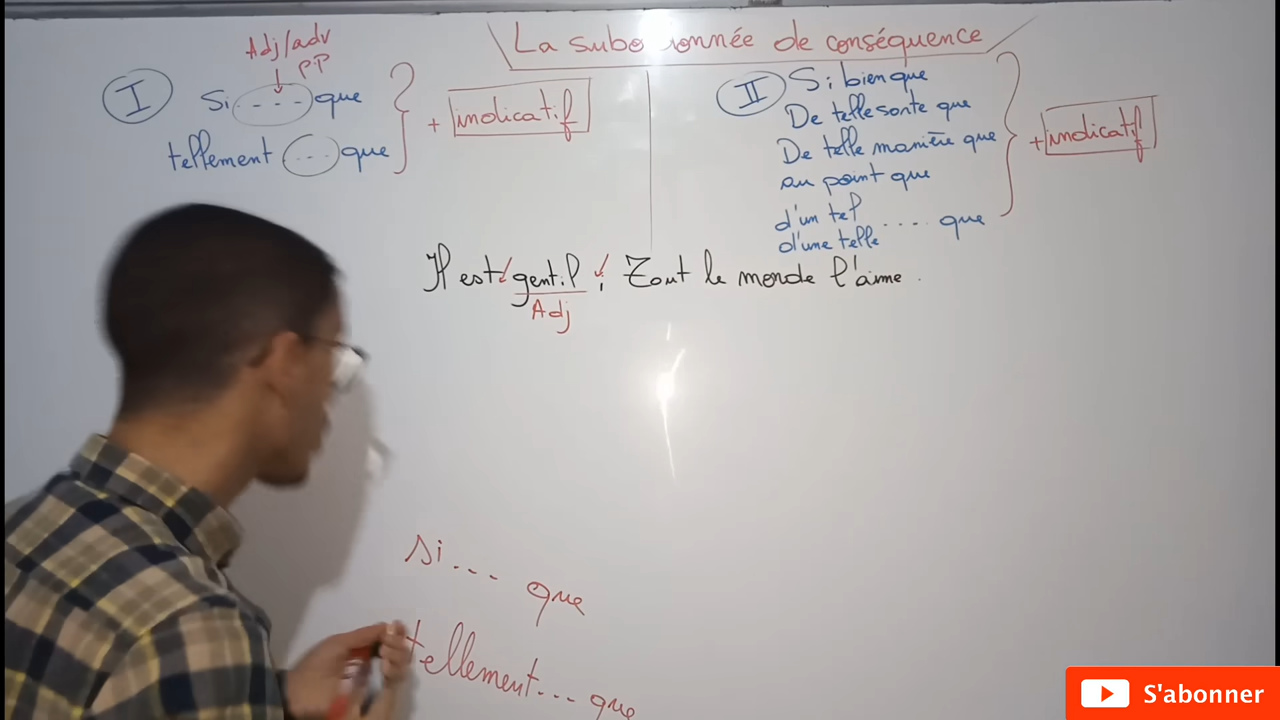 La subordonnée de conséquence
Adj/adv
P.P
I
Si .... que
tellement ... que
+ indicatif
II
Si bien que
De telle sorte que
De telle manière que
au point que
d'un tel
d'une telle .... que
+ indicatif
Il est gentil. Tout le monde l'aime.
Adj
si... que
tellement... que
S'abonner